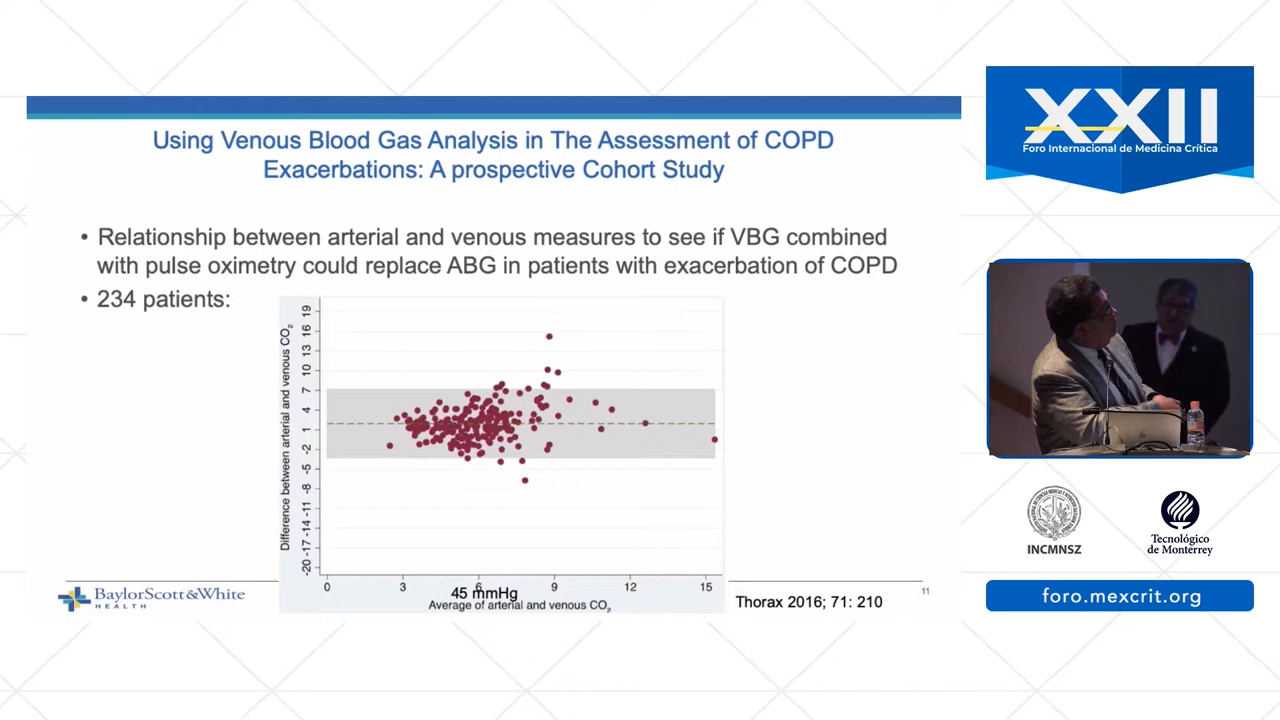 Using Venous Blood Gas Analysis in The Assessment of COPD
Exacerbations: A prospective Cohort Study
• Relationship between arterial and venous measures to see if VBG combined
with pulse oximetry could replace ABG in patients with exacerbation of COPD
• 234 patients:
Difference between arterial and venous CO₂
19
16
13
10
7
4
1
-2
-5
-8
-11
-14
-17
-20
0 3 6 9 12 15
45 mmHg
Average of arterial and venous CO₂
BaylorScott&White
HEALTH
Thorax 2016; 71: 210
11
XXII
Foro Internacional de Medicina Crítica
INCMNSZ
Tecnológico
de Monterrey
foro.mexcrit.org